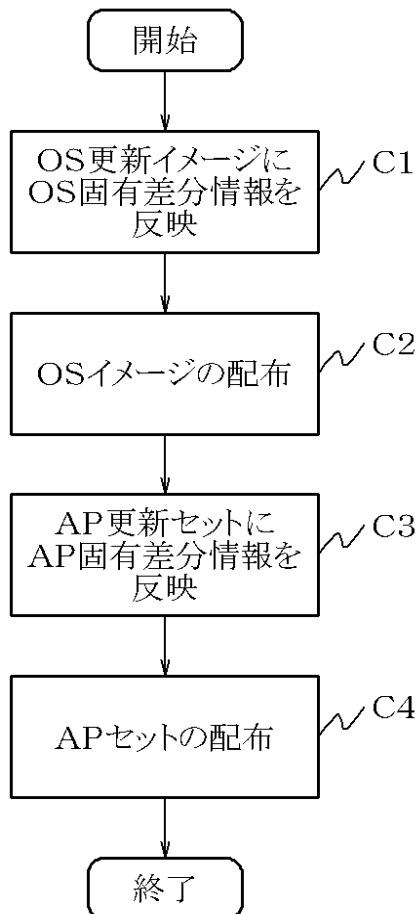 開始
OS更新イメージに
OS固有差分情報を
反映
C1
OSイメージの配布
C2
AP更新セットに
AP固有差分情報を
反映
C3
APセットの配布
C4
終了